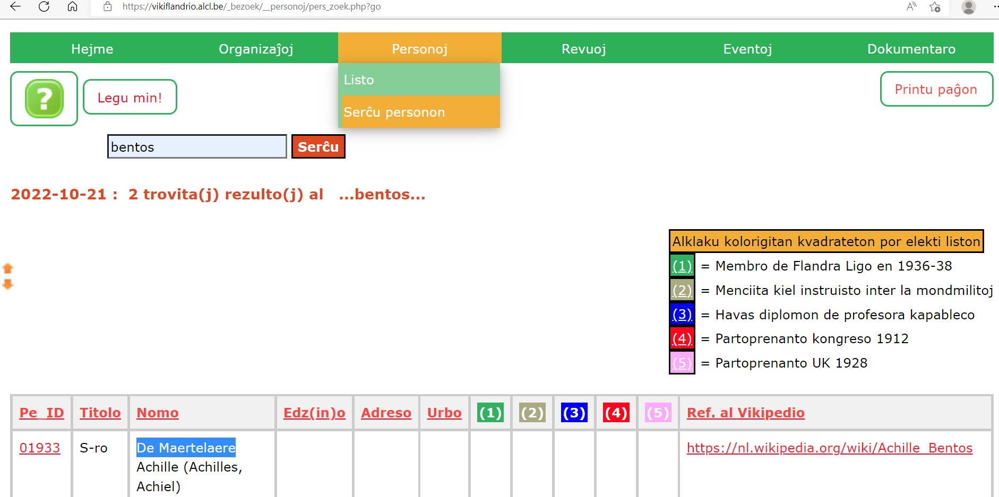 https://vikiflandrio.alcl.be/_bezoek/__personoj/pers_zoek.php?go
Hejme Organizaĵoj Personoj Revuoj Eventoj Dokumentaro
Listo
Serĉu personon
? Legu min! Printu paĝon
bentos Serĉu
2022-10-21 : 2 trovita(j) rezulto(j) al ...bentos...
Alklaku kolorigitan kvadrateton por elekti liston
(1) = Membro de Flandra Ligo en 1936-38
(2) = Menciita kiel instruisto inter la mondmilitoj
(3) = Havas diplomon de profesora kapableco
(4) = Partoprenanto kongreso 1912
(5) = Partoprenanto UK 1928
Pe_ID Titolo Nomo Edz(in)o Adreso Urbo (1) (2) (3) (4) (5) Ref. al Vikipedio
01933 S-ro De Maertelaere https://nl.wikipedia.org/wiki/Achille_Bentos
Achille (Achilles,
Achiel)